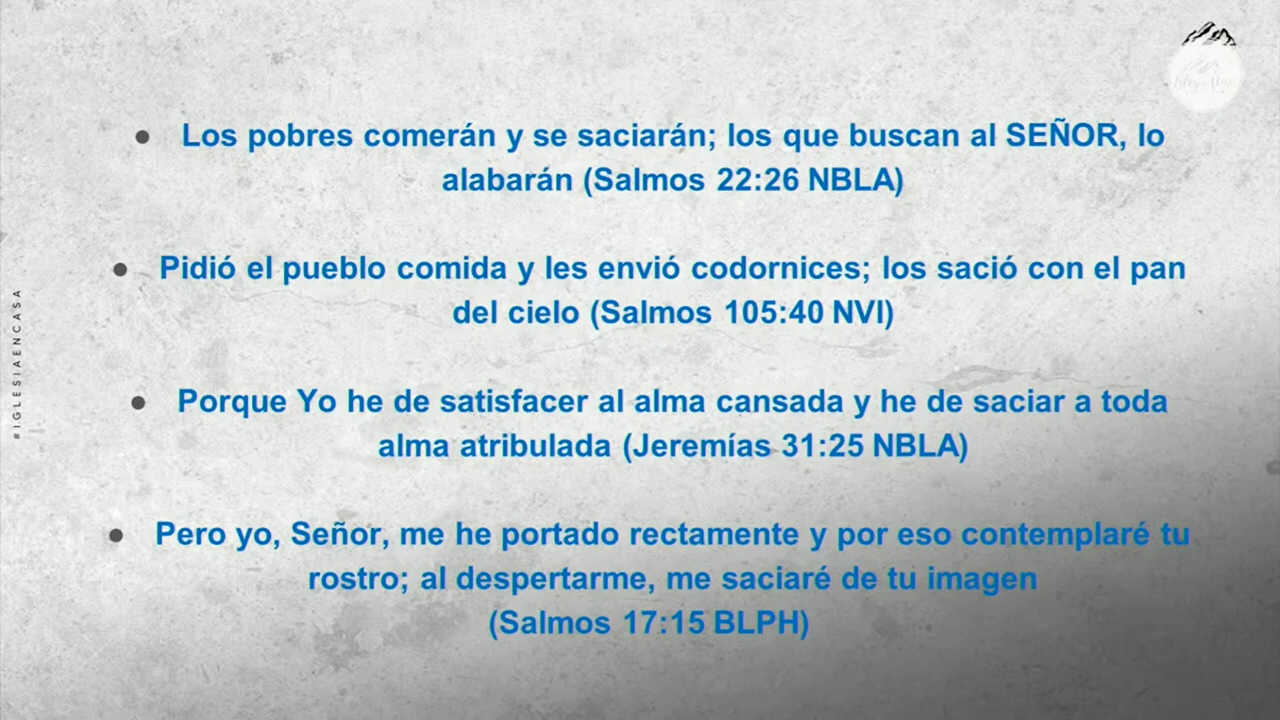 ● Los pobres comerán y se saciarán; los que buscan al SEÑOR, lo
alabarán (Salmos 22:26 NBLA)
● Pidió el pueblo comida y les envió codornices; los sació con el pan
del cielo (Salmos 105:40 NVI)
● Porque Yo he de satisfacer al alma cansada y he de saciar a toda
alma atribulada (Jeremías 31:25 NBLA)
● Pero yo, Señor, me he portado rectamente y por eso contemplaré tu
rostro; al despertarme, me saciaré de tu imagen
(Salmos 17:15 BLPH)
#IGLESIAENCASA